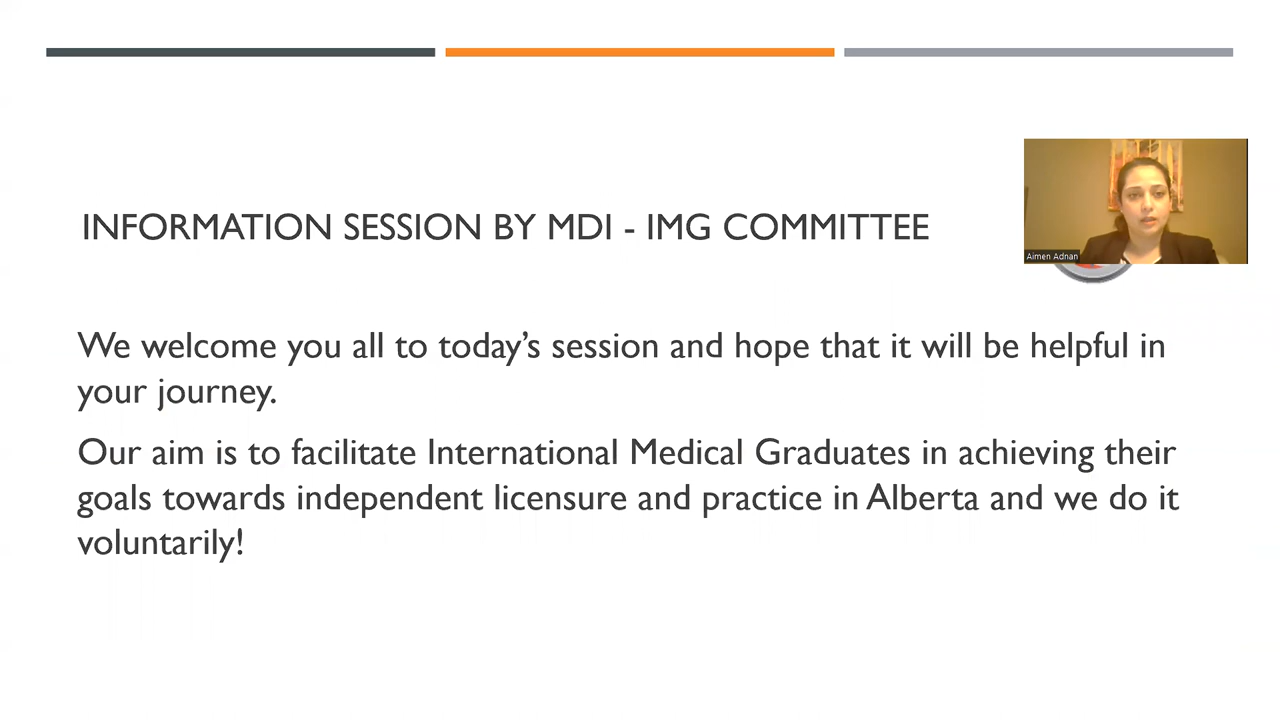 INFORMATION SESSION BY MDI - IMG COMMITTEE
Aimen Adnan
We welcome you all to today’s session and hope that it will be helpful in
your journey.
Our aim is to facilitate International Medical Graduates in achieving their
goals towards independent licensure and practice in Alberta and we do it
voluntarily!